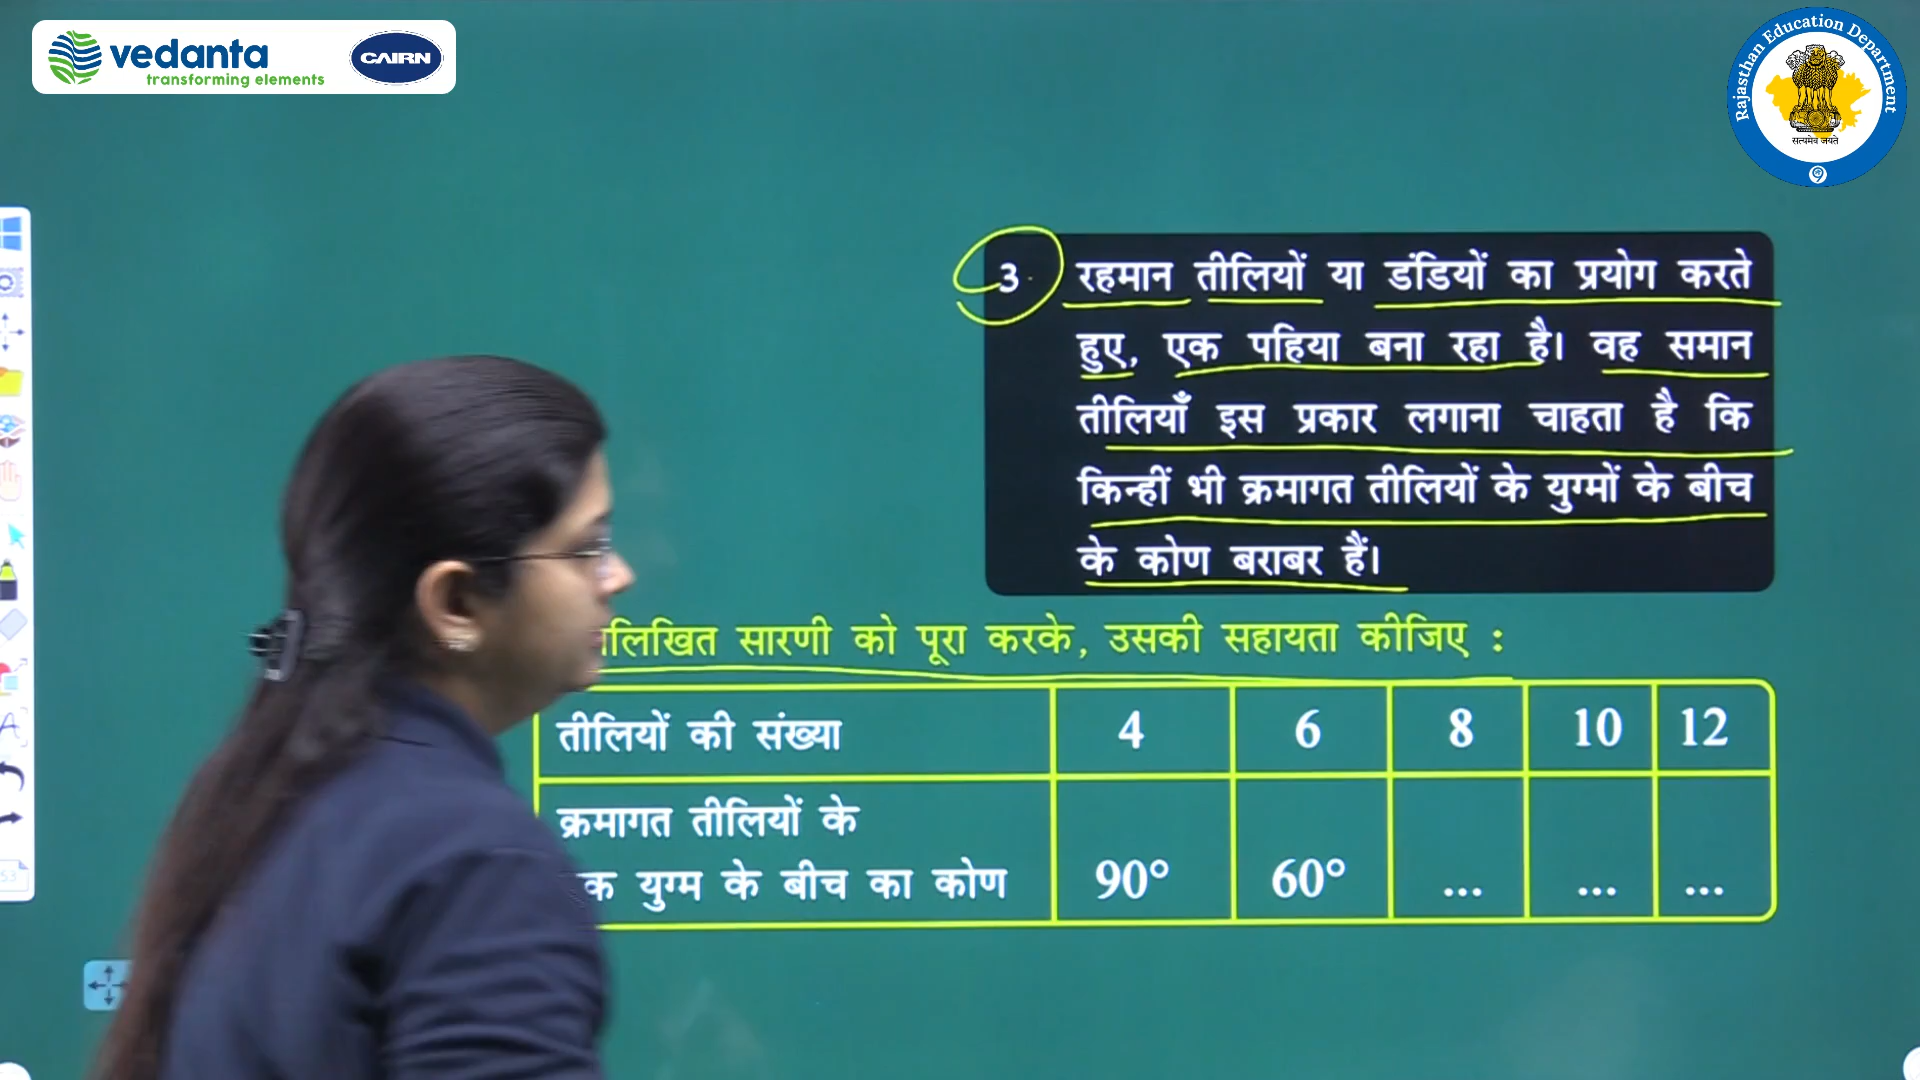 vedanta
transforming elements
CAIRN
Rajasthan Education Department
सत्यमेव जयते
3
रहमान तीलियों या डंडियों का प्रयोग करते
हुए, एक पहिया बना रहा है। वह समान
तीलियाँ इस प्रकार लगाना चाहता है कि
किन्हीं भी क्रमागत तीलियों के युग्मों के बीच
के कोण बराबर हैं।
लिखित सारणी को पूरा करके, उसकी सहायता कीजिए :
तीलियों की संख्या 4 6 8 10 12
क्रमागत तीलियों के
क युग्म के बीच का कोण 90° 60° ... ... ...
53